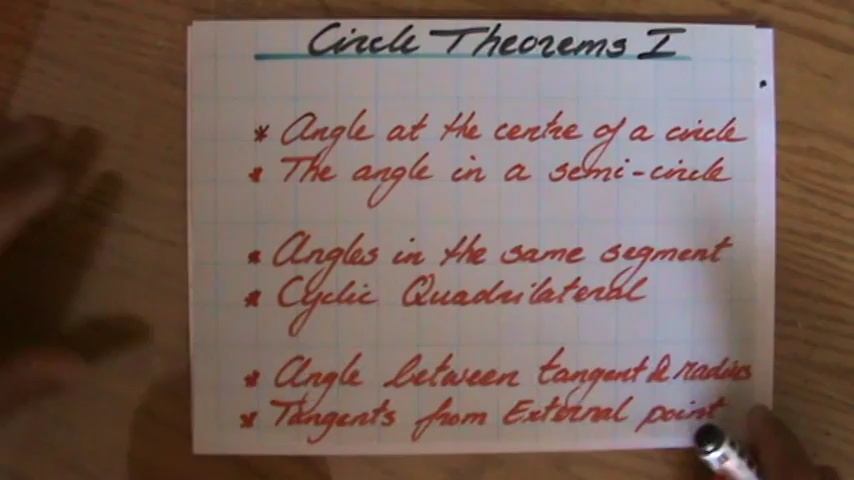 Circle Theorems I
* Angle at the centre of a circle
* The angle in a semi-circle
* Angles in the same segment
* Cyclic Quadrilateral
* Angle between tangent & radius
* Tangents from External point